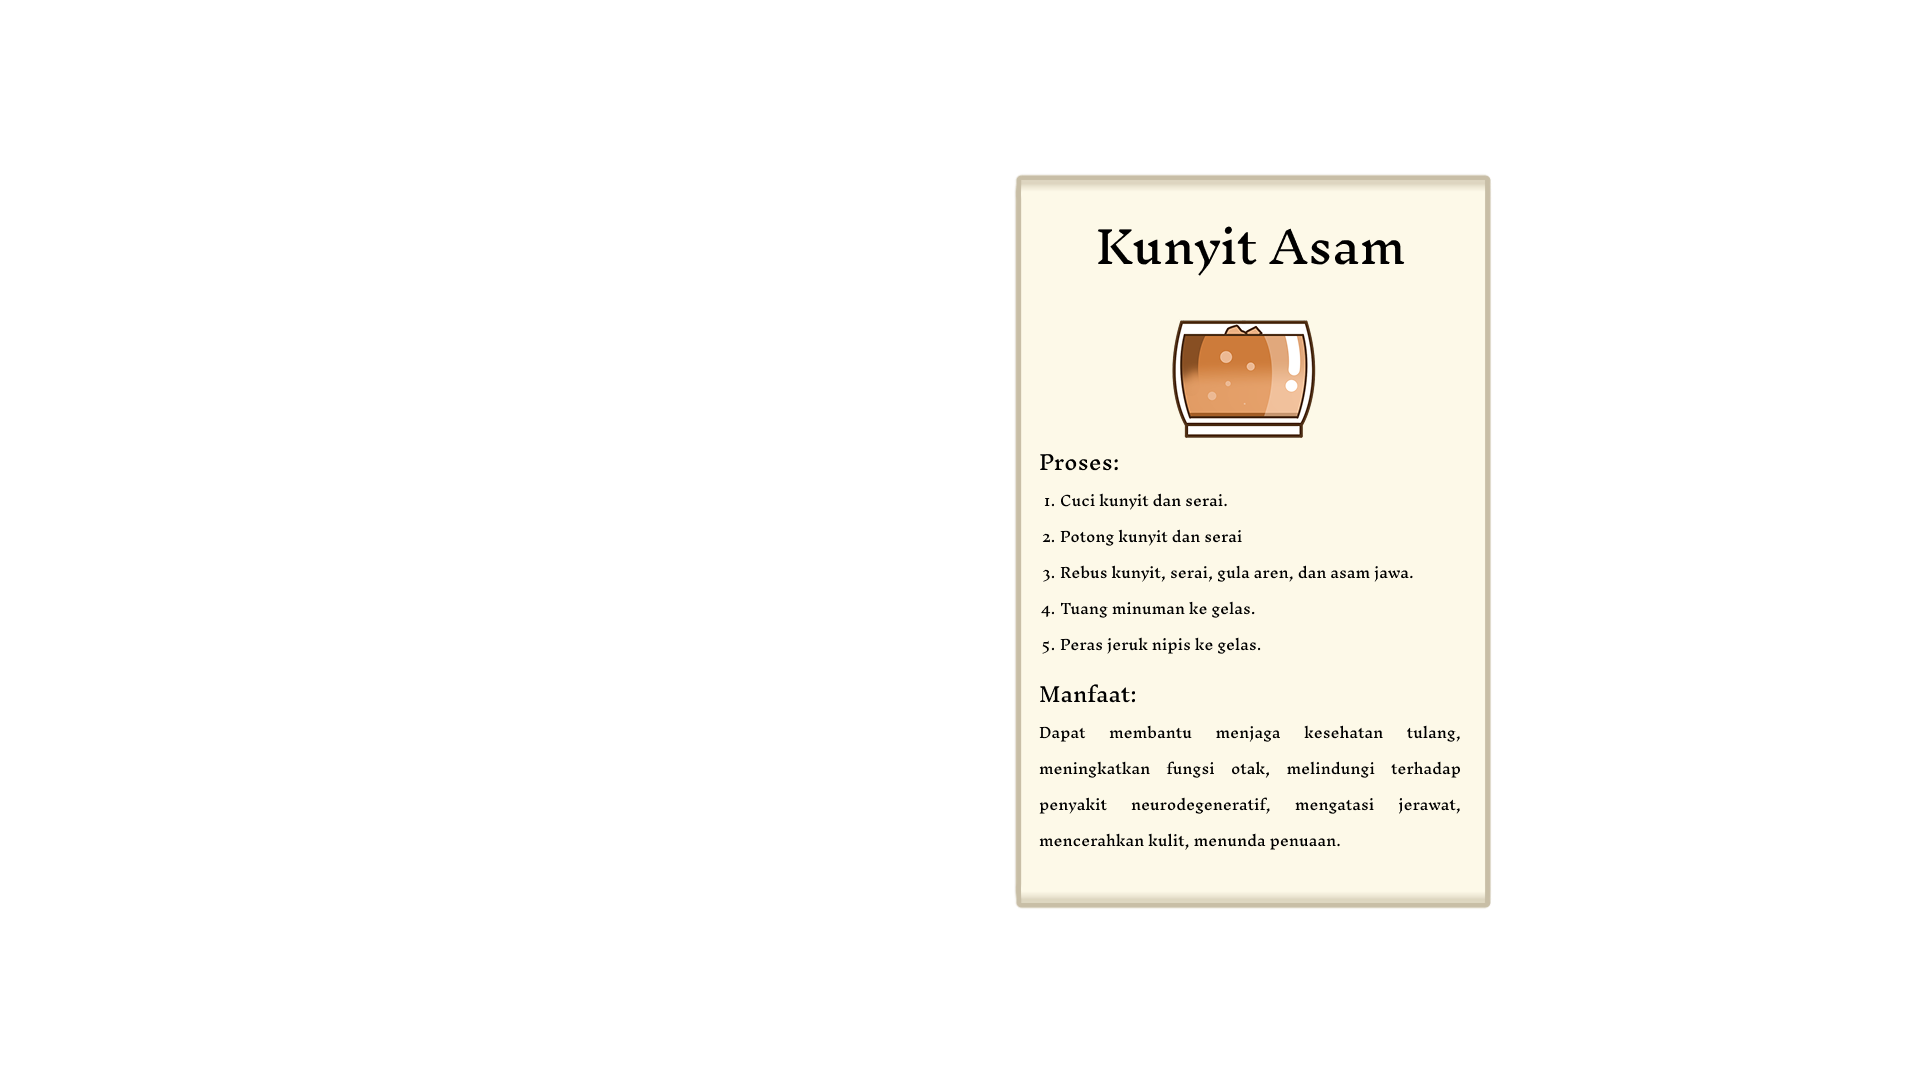 Kunyit Asam
Proses:
1. Cuci kunyit dan serai.
2. Potong kunyit dan serai
3. Rebus kunyit, serai, gula aren, dan asam jawa.
4. Tuang minuman ke gelas.
5. Peras jeruk nipis ke gelas.
Manfaat:
Dapat membantu menjaga kesehatan tulang,
meningkatkan fungsi otak, melindungi terhadap
penyakit neurodegeneratif, mengatasi jerawat,
mencerahkan kulit, menunda penuaan.